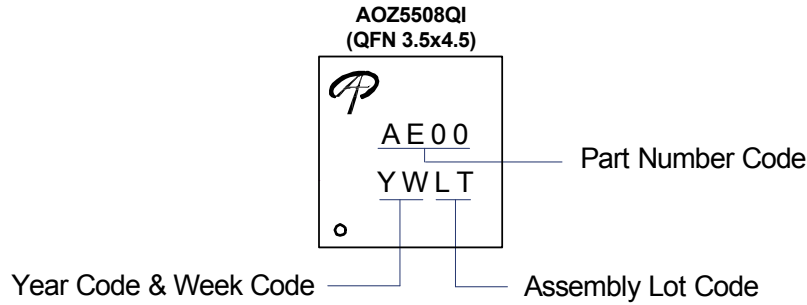 AOZ5508QI
(QFN 3.5x4.5)
AE00
Part Number Code
YWLT
Year Code & Week Code
Assembly Lot Code